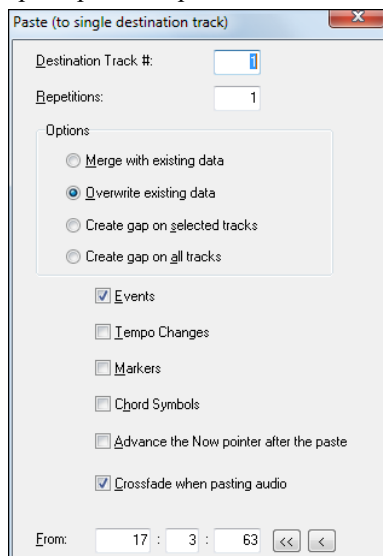 Paste (to single destination track)
Destination Track #: 1
Repetitions: 1
Options
Merge with existing data
Overwrite existing data
Create gap on selected tracks
Create gap on all tracks
Events
Tempo Changes
Markers
Chord Symbols
Advance the Now pointer after the paste
Crossfade when pasting audio
From: 17 : 3 : 63 << <